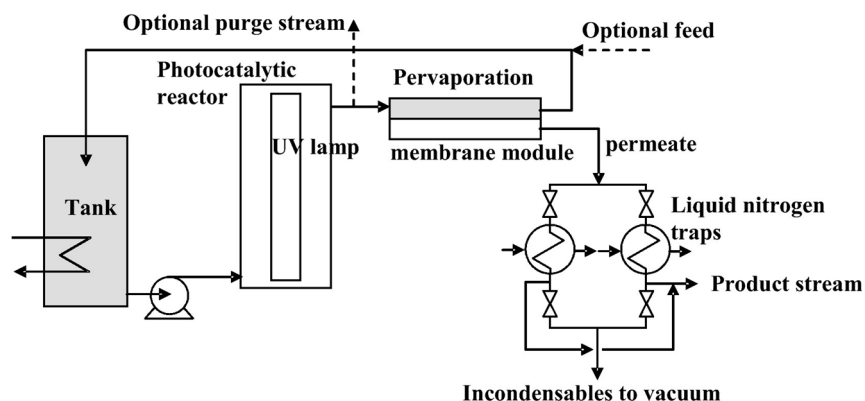 Optional purge stream
Optional feed
Photocatalytic
reactor
Pervaporation
UV lamp
membrane module
permeate
Tank
Liquid nitrogen
traps
Product stream
Incondensables to vacuum